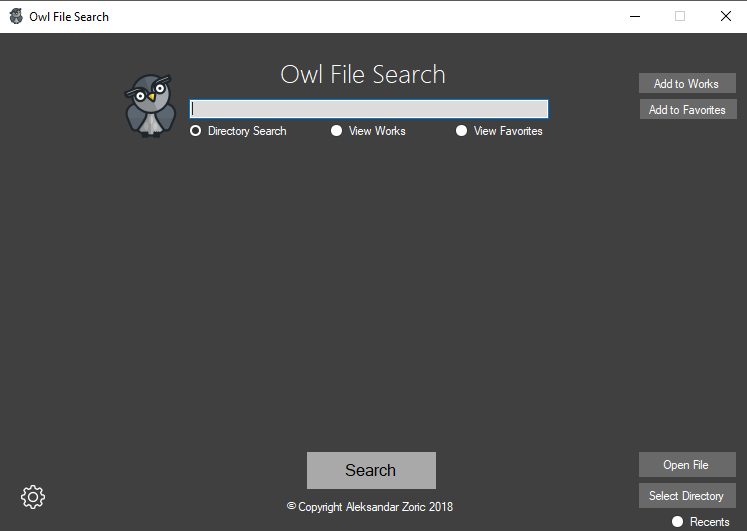 Owl File Search
Owl File Search
Add to Works
Add to Favorites
Directory Search
View Works
View Favorites
Search
Open File
Select Directory
© Copyright Aleksandar Zoric 2018
Recents